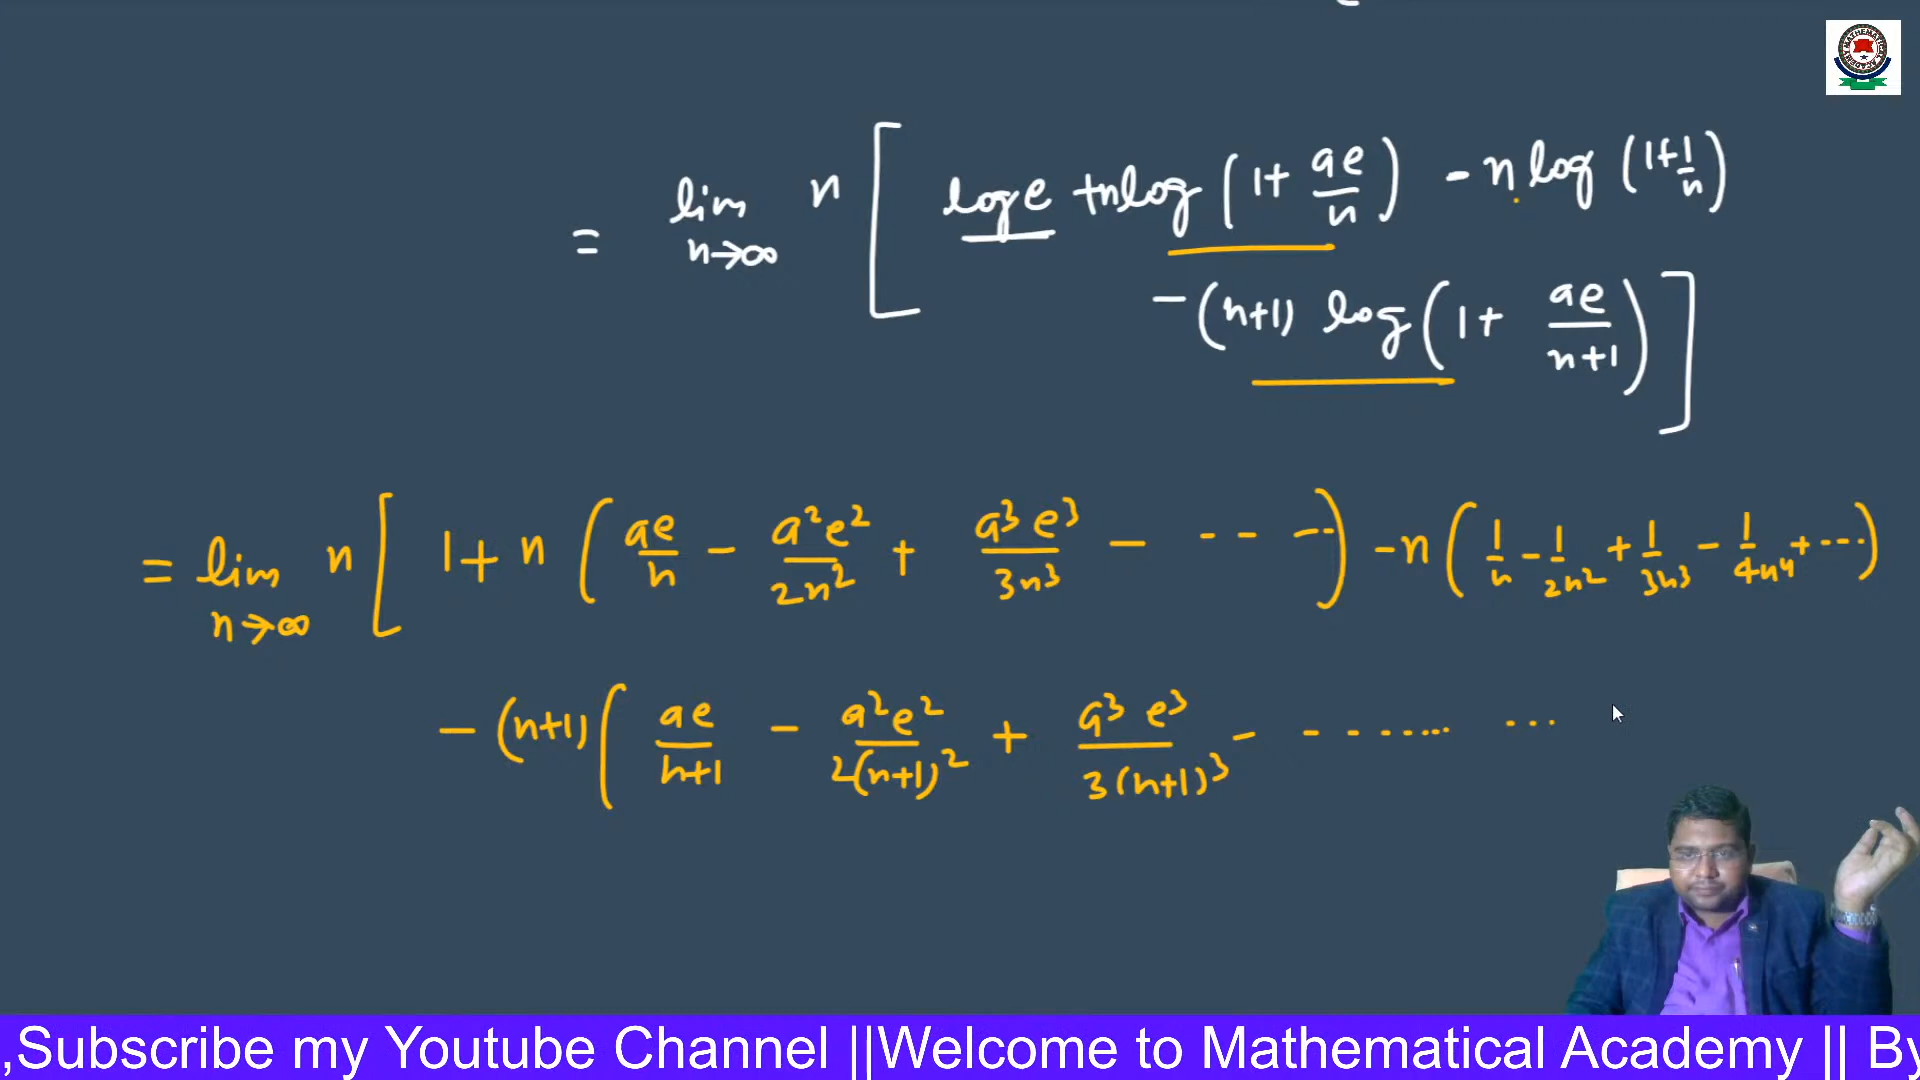 = lim n→∞ n [ log e + n log (1 + ae/n) - n log (1 + 1/n)
- (n+1) log (1 + ae/(n+1)) ]
= lim n→∞ n [ 1 + n ( ae/n - a²e²/2n² + a³e³/3n³ - -- -- ) - n ( 1/n - 1/2n² + 1/3n³ - 1/4n⁴ + --- )
- (n+1) ( ae/(n+1) - a²e²/2(n+1)² + a³e³/3(n+1)³ - - - - ..... ...
,Subscribe my Youtube Channel ||Welcome to Mathematical Academy || By